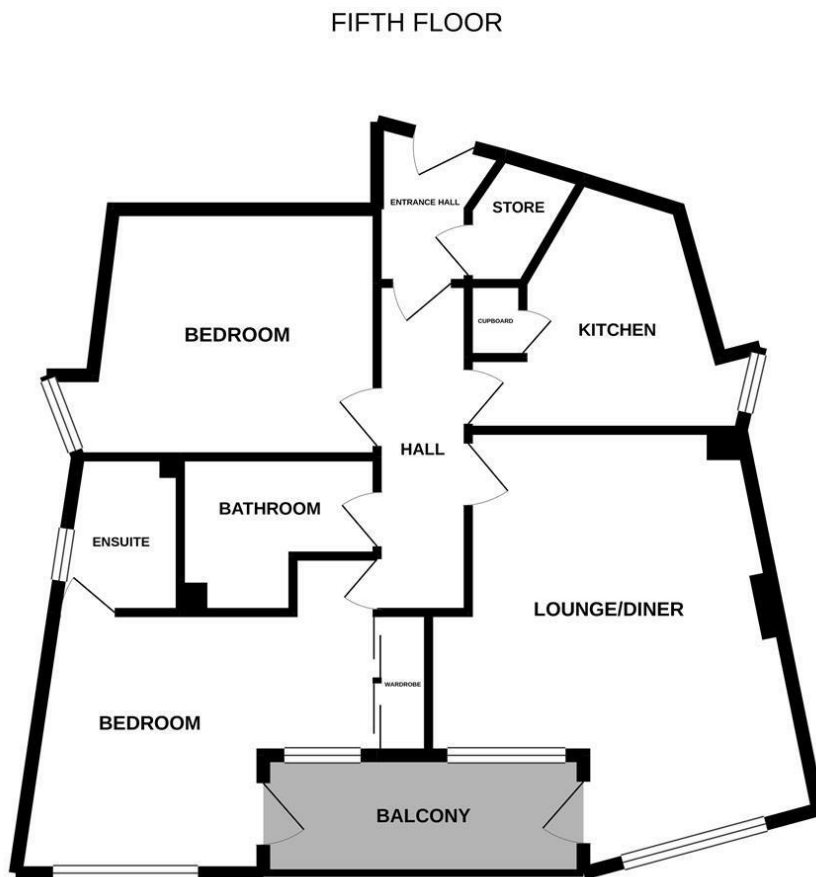 FIFTH FLOOR
ENTRANCE HALL
STORE
BEDROOM
CUPBOARD
KITCHEN
HALL
BATHROOM
ENSUITE
LOUNGE/DINER
WARDROBE
BEDROOM
BALCONY